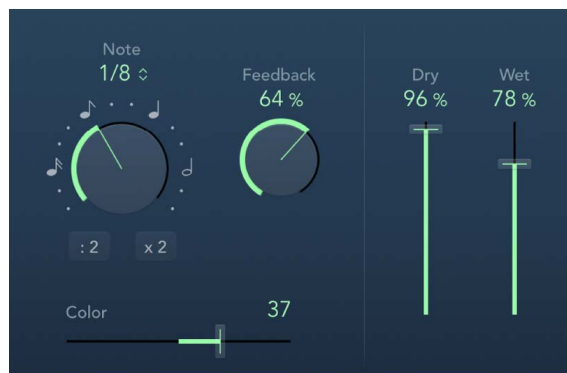 Note
1/8
Feedback
64 %
Dry
96 %
Wet
78 %
: 2
x 2
Color
37